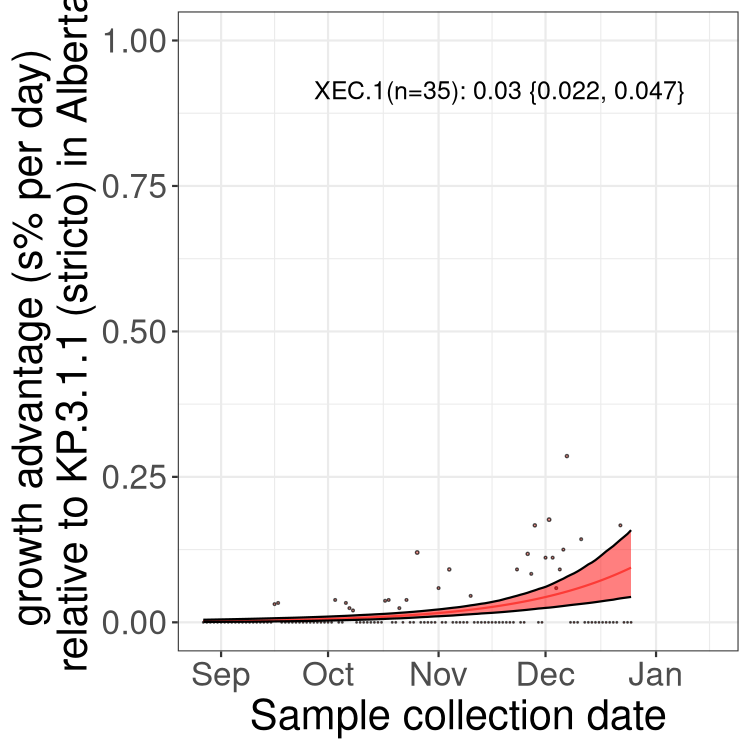 growth advantage (s% per day)
relative to KP.3.1.1 (stricto) in Alberta
1.00
0.75
0.50
0.25
0.00
XEC.1(n=35): 0.03 {0.022, 0.047}
Sep Oct Nov Dec Jan
Sample collection date